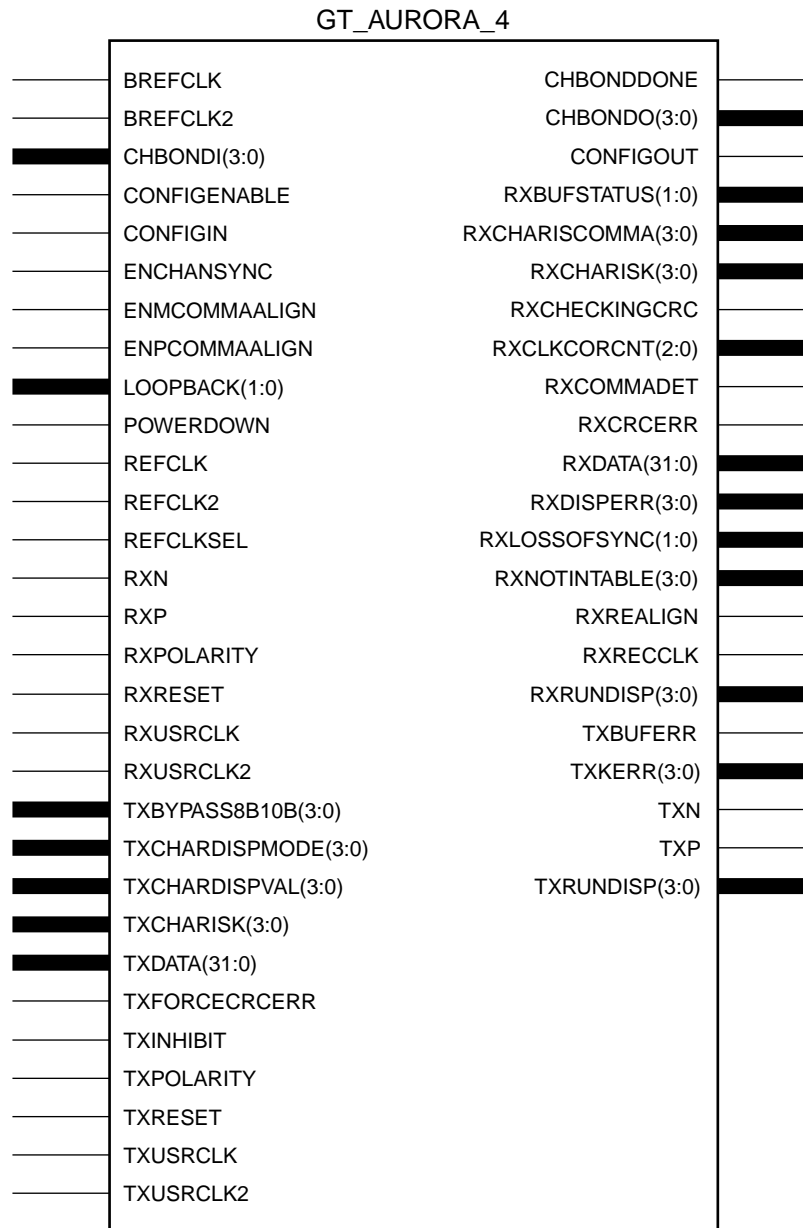 GT_AURORA_4
BREFCLK
BREFCLK2
CHBONDI(3:0)
CONFIGENABLE
CONFIGIN
ENCHANSYNC
ENMCOMMAALIGN
ENPCOMMAALIGN
LOOPBACK(1:0)
POWERDOWN
REFCLK
REFCLK2
REFCLKSEL
RXN
RXP
RXPOLARITY
RXRESET
RXUSRCLK
RXUSRCLK2
TXBYPASS8B10B(3:0)
TXCHARDISPMODE(3:0)
TXCHARDISPVAL(3:0)
TXCHARISK(3:0)
TXDATA(31:0)
TXFORCECRCERR
TXINHIBIT
TXPOLARITY
TXRESET
TXUSRCLK
TXUSRCLK2
CHBONDDONE
CHBONDO(3:0)
CONFIGOUT
RXBUFSTATUS(1:0)
RXCHARISCOMMA(3:0)
RXCHARISK(3:0)
RXCHECKINGCRC
RXCLKCORCNT(2:0)
RXCOMMADET
RXCRCERR
RXDATA(31:0)
RXDISPERR(3:0)
RXLOSSOFSYNC(1:0)
RXNOTINTABLE(3:0)
RXREALIGN
RXRECCLK
RXRUNDISP(3:0)
TXBUFERR
TXKERR(3:0)
TXN
TXP
TXRUNDISP(3:0)